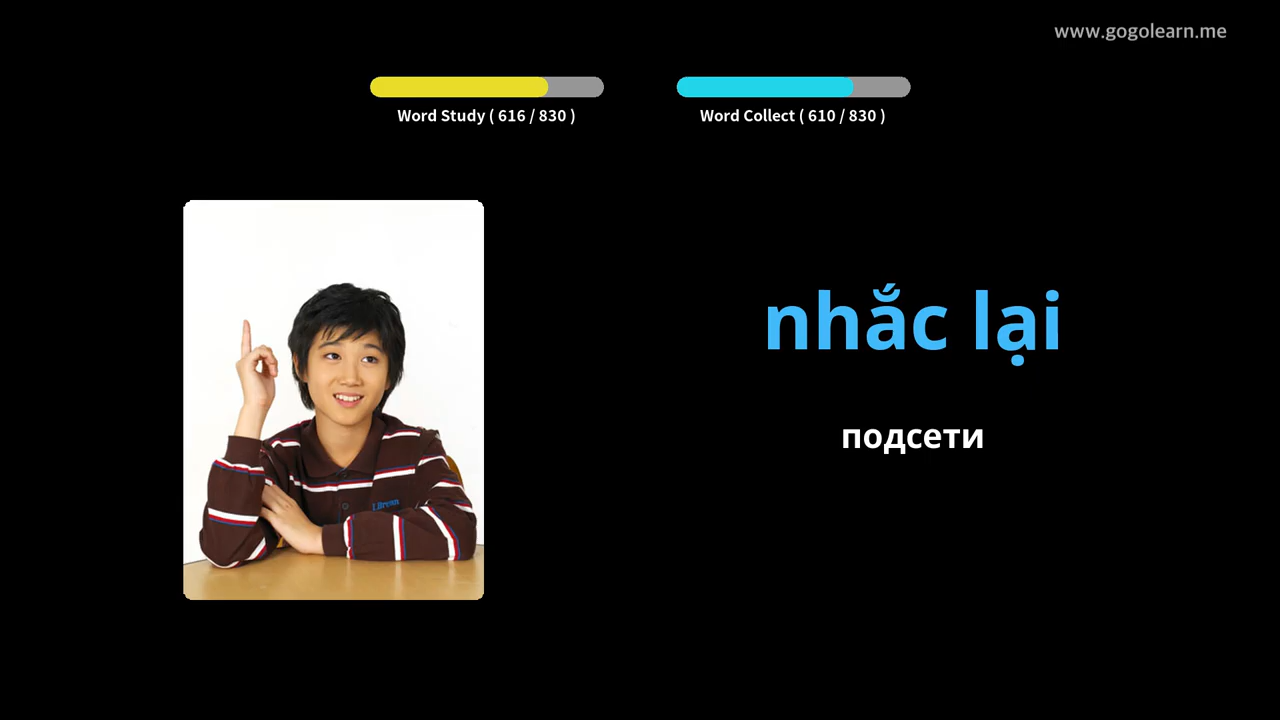 www.gogolearn.me
Word Study ( 616 / 830 )
Word Collect ( 610 / 830 )
nhắc lại
подсети